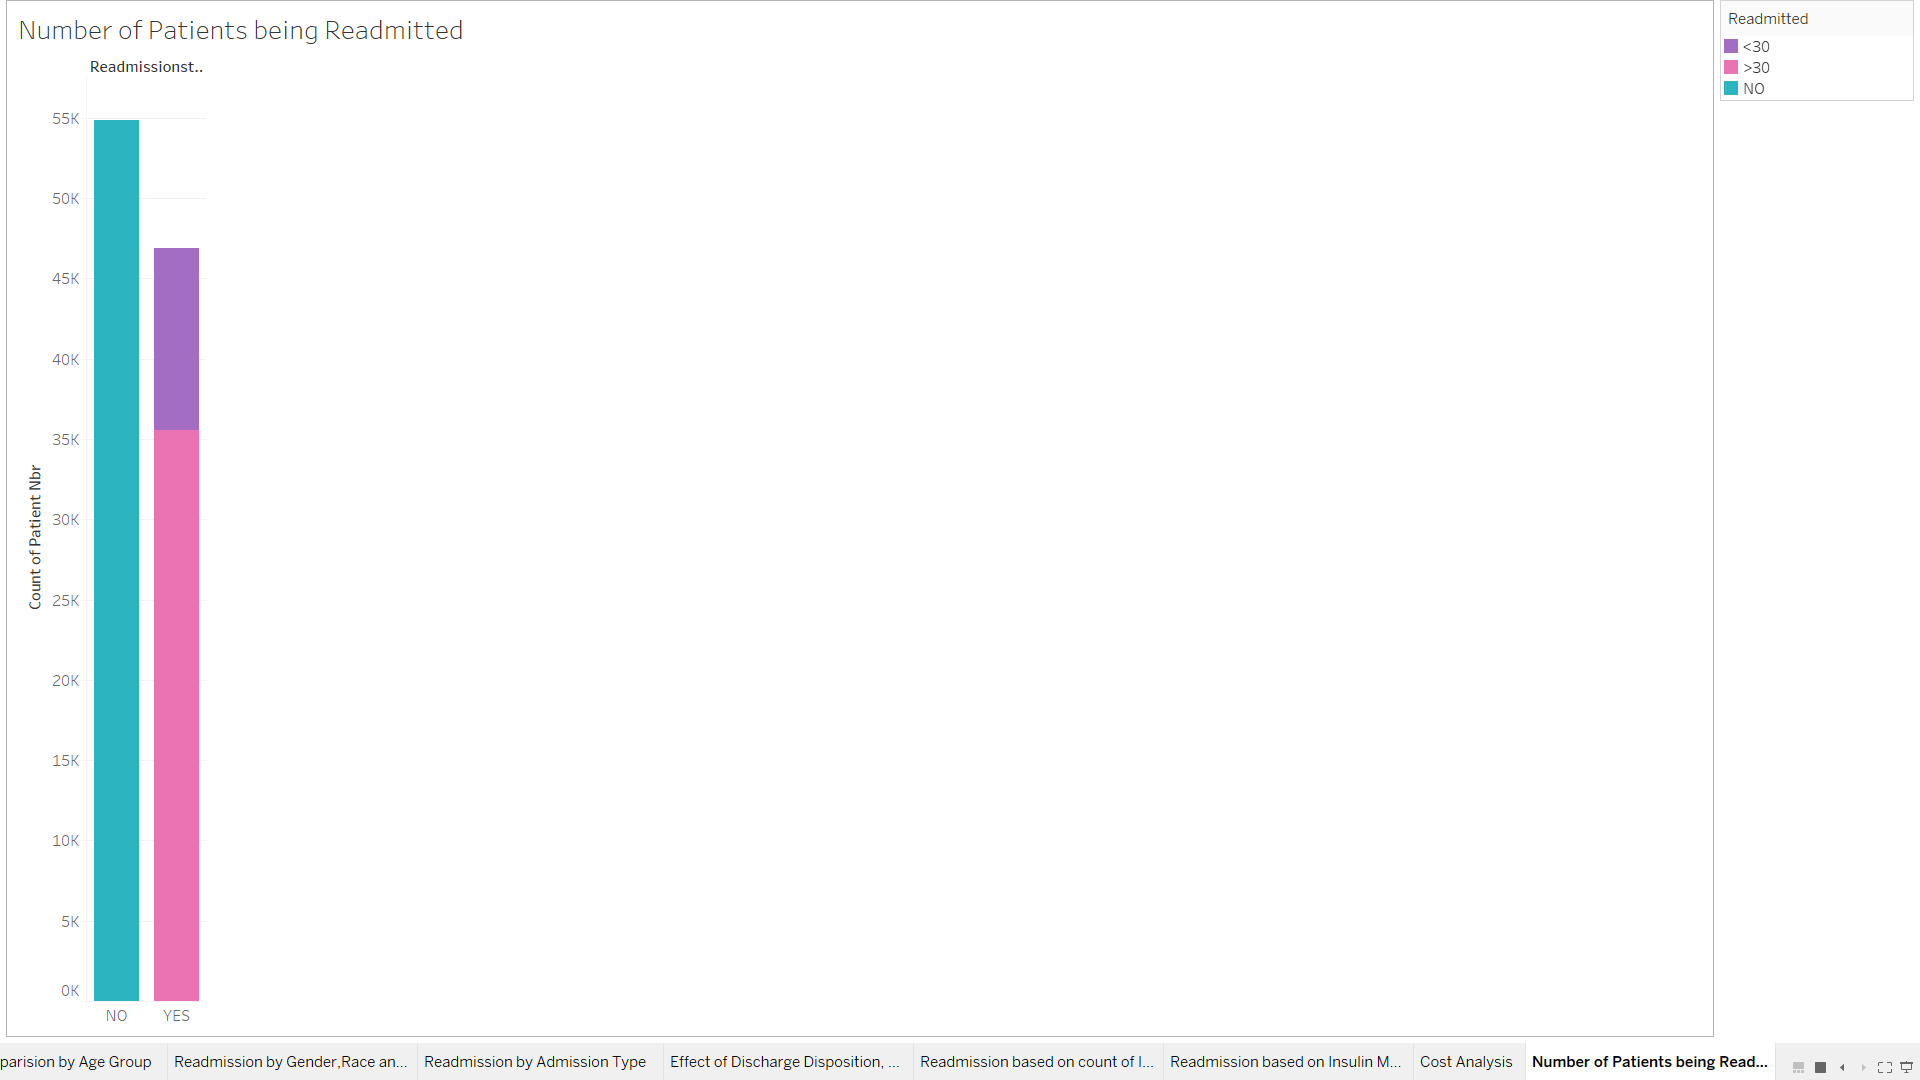 Number of Patients being Readmitted
Readmissionst..
55K
50K
45K
40K
35K
30K
25K
20K
15K
10K
5K
0K
Count of Patient Nbr
NO YES
Readmitted
<30
>30
NO
parision by Age Group
Readmission by Gender,Race an...
Readmission by Admission Type
Effect of Discharge Disposition, ...
Readmission based on count of I...
Readmission based on Insulin M...
Cost Analysis
Number of Patients being Read...